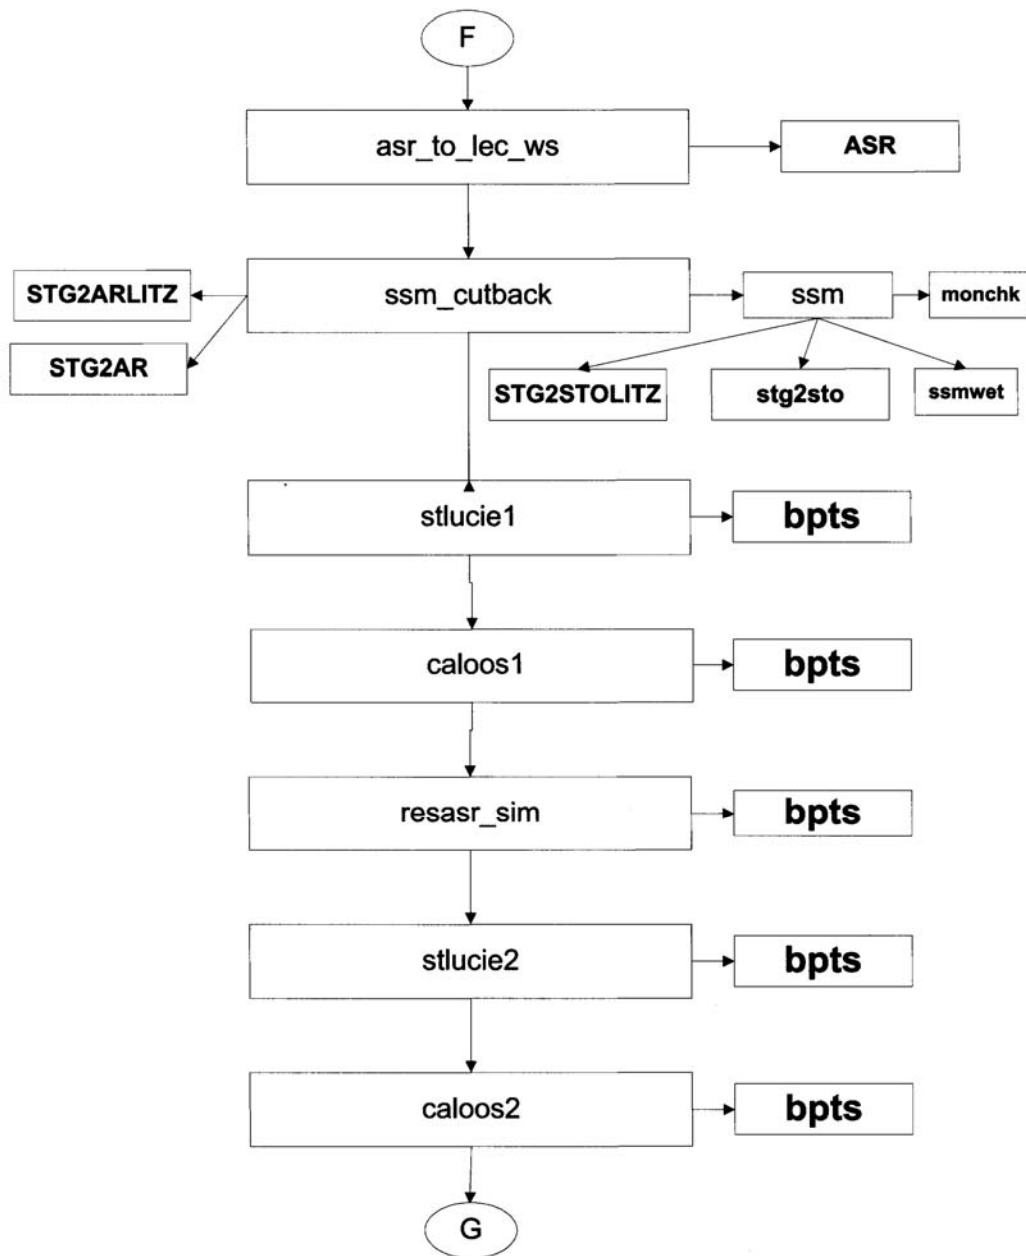 F
asr_to_lec_ws
ASR
STG2ARLITZ
ssm_cutback
ssm
monchk
STG2AR
STG2STOLITZ
stg2sto
ssmwet
stlucie1
bpts
caloos1
bpts
resasr_sim
bpts
stlucie2
bpts
caloos2
bpts
G